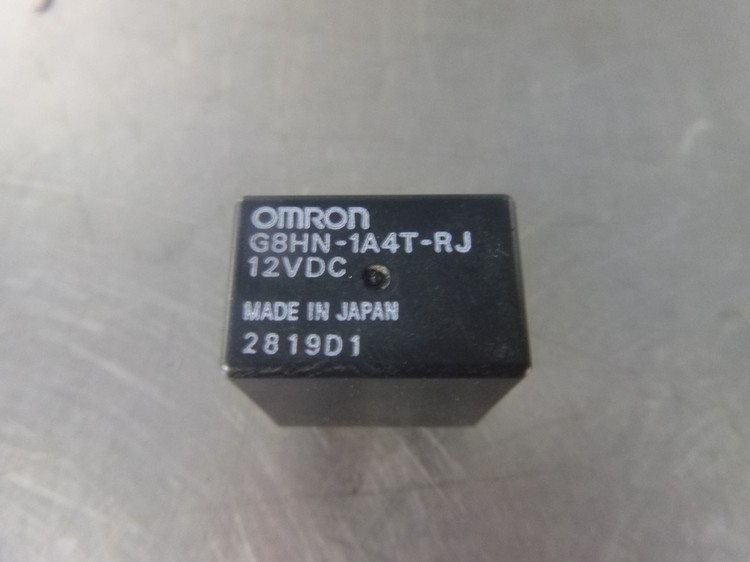 OMRON
G8HN-1A4T-RJ
12VDC
MADE IN JAPAN
2819D1